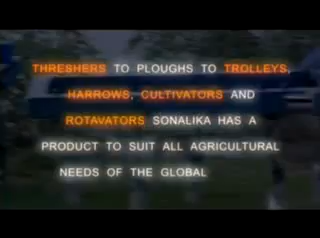 THRESHERS TO PLOUGHS TO TROLLEYS,
HARROWS, CULTIVATORS AND
ROTAVATORS SONALIKA HAS A
PRODUCT TO SUIT ALL AGRICULTURAL
NEEDS OF THE GLOBAL